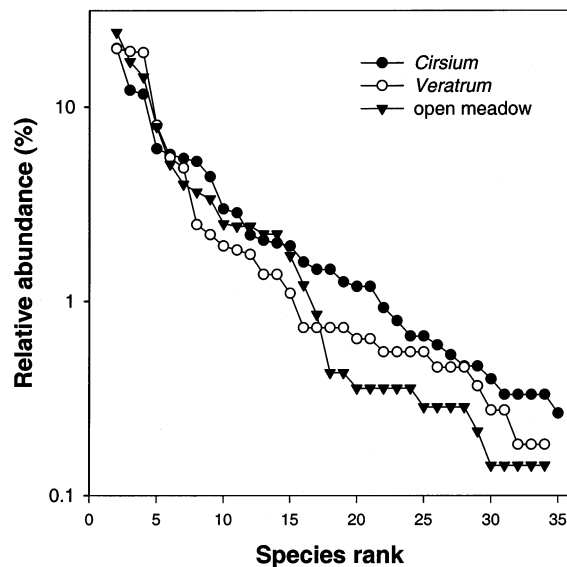 Cirsium
Veratrum
open meadow
10
1
0.1
Relative abundance (%)
0 5 10 15 20 25 30 35
Species rank